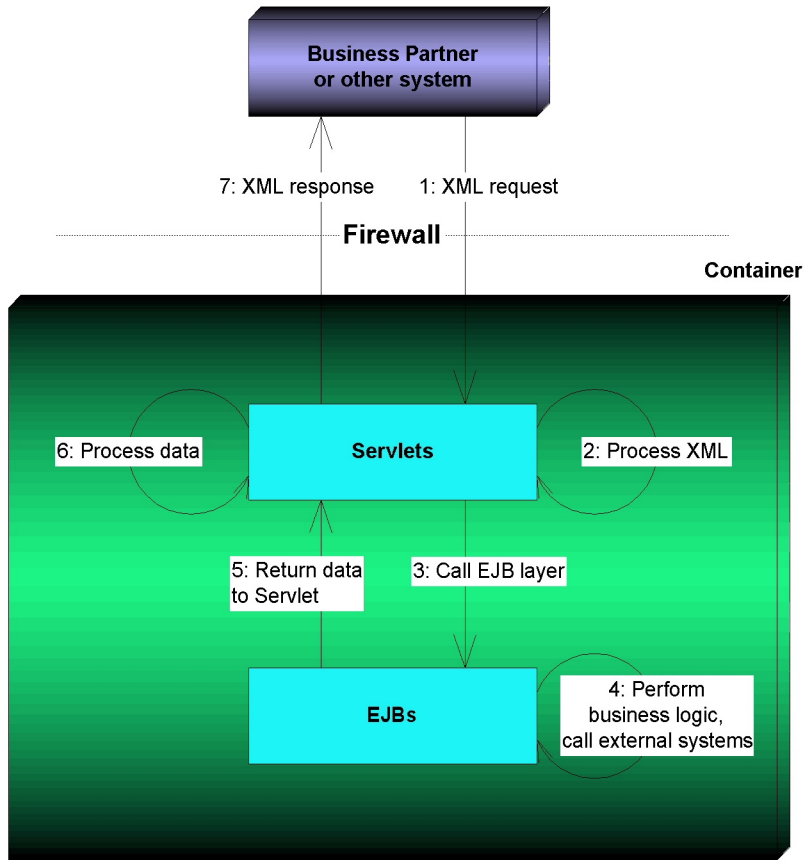 Business Partner
or other system
7: XML response
1: XML request
Firewall
Container
6: Process data
Servlets
2: Process XML
5: Return data
to Servlet
3: Call EJB layer
EJBs
4: Perform
business logic,
call external systems